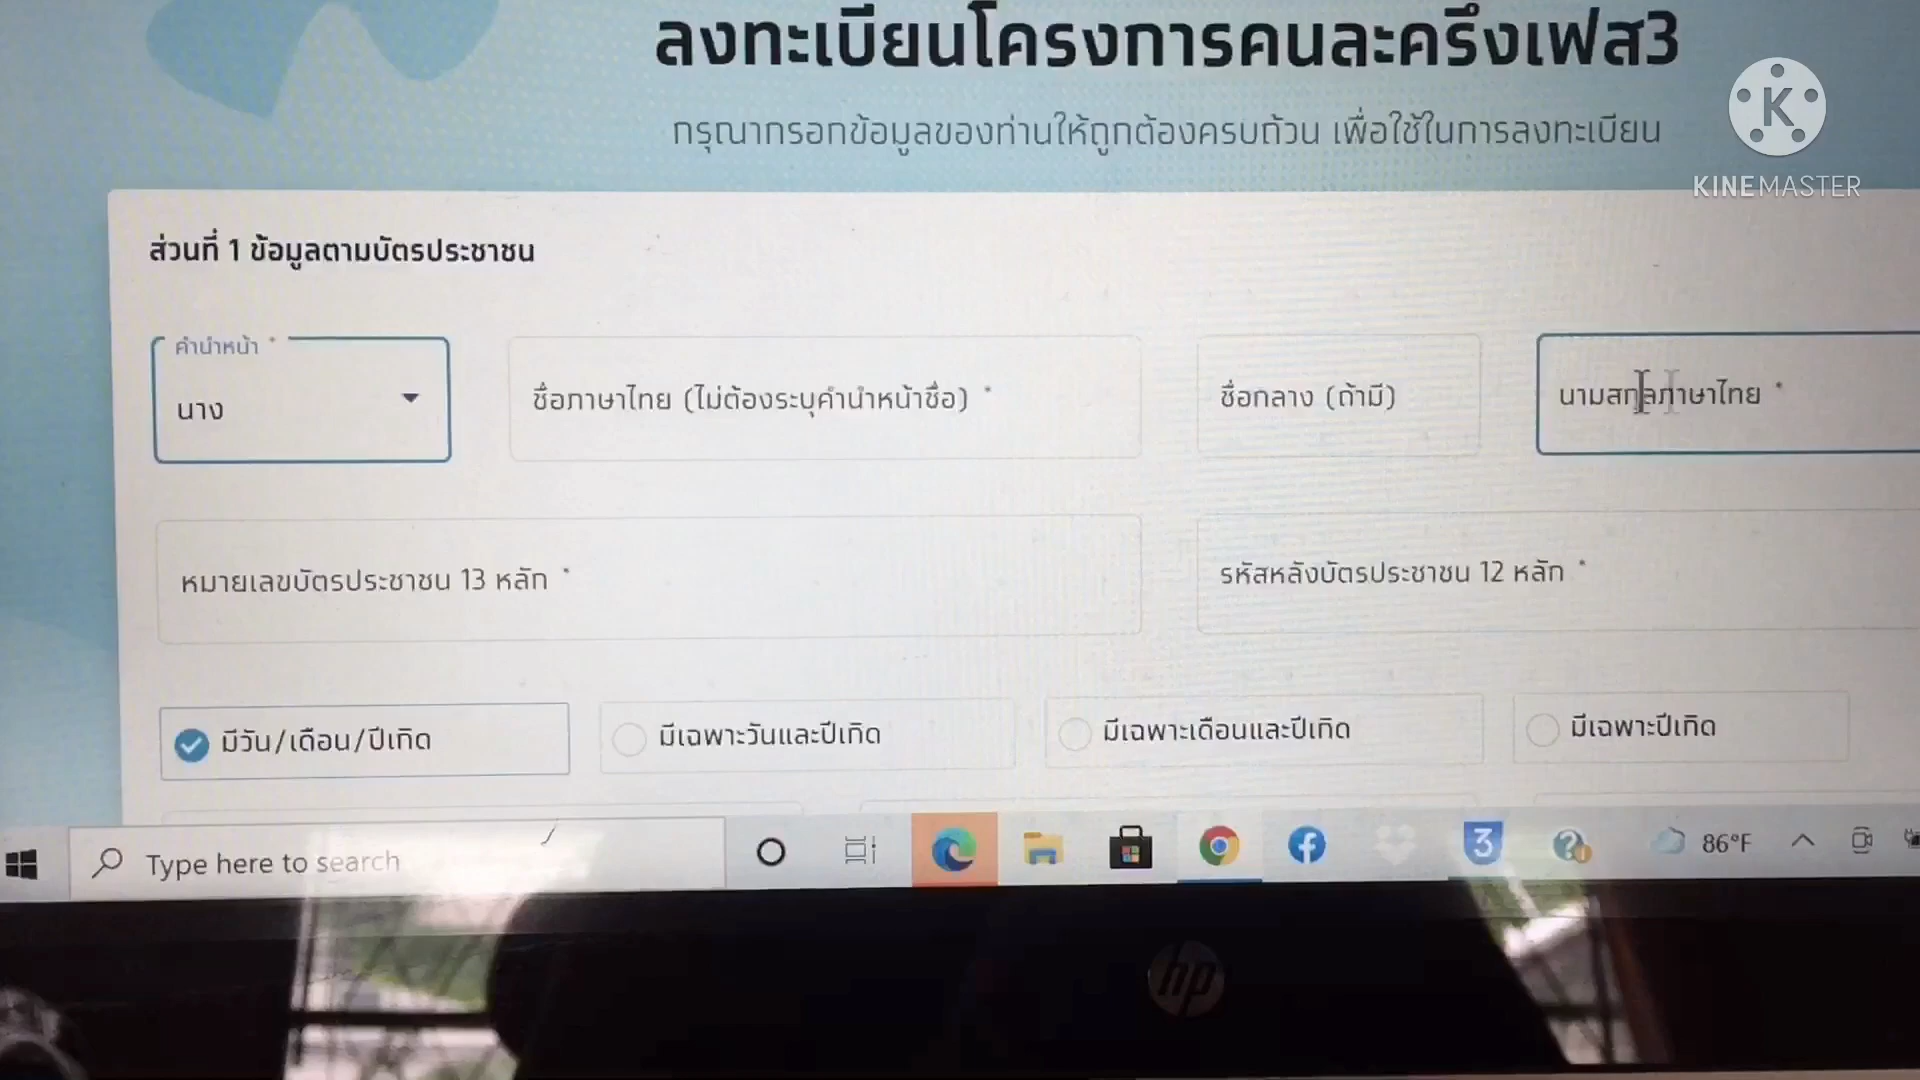 ลงทะเบียนโครงการคนละครึ่งเฟส3
กรุณากรอกข้อมูลของท่านให้ถูกต้องครบถ้วน เพื่อใช้ในการลงทะเบียน
K
KINEMASTER
ส่วนที่ 1 ข้อมูลตามบัตรประชาชน
คำนำหน้า *
นาง
ชื่อภาษาไทย (ไม่ต้องระบุคำนำหน้าชื่อ) *
ชื่อกลาง (ถ้ามี)
นามสกุลภาษาไทย *
หมายเลขบัตรประชาชน 13 หลัก *
รหัสหลังบัตรประชาชน 12 หลัก *
มีวัน/เดือน/ปีเกิด
มีเฉพาะวันและปีเกิด
มีเฉพาะเดือนและปีเกิด
มีเฉพาะปีเกิด
Type here to search
3
86°F
hp